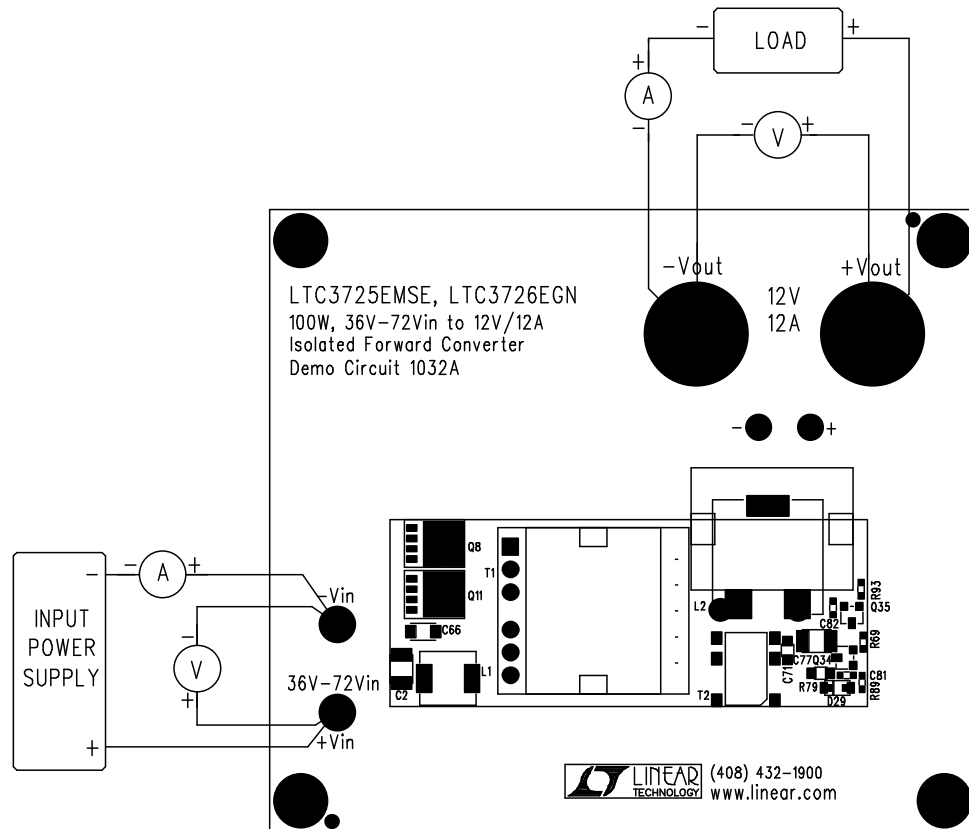 - LOAD +
+
A
-
- V +
-Vout +Vout
LTC3725EMSE, LTC3726EGN
12V
100W, 36V-72Vin to 12V/12A
12A
Isolated Forward Converter
Demo Circuit 1032A
- +
Q8
T1
Q11
C66
L1
C2
L2
T2
R93
Q35
C82
R69
C71
C77
Q34
C81
R79
R89
D29
- - A +
-Vin
INPUT
POWER
SUPPLY
-
V
+
36V-72Vin
+
+Vin
LINEAR
TECHNOLOGY
(408) 432-1900
www.linear.com